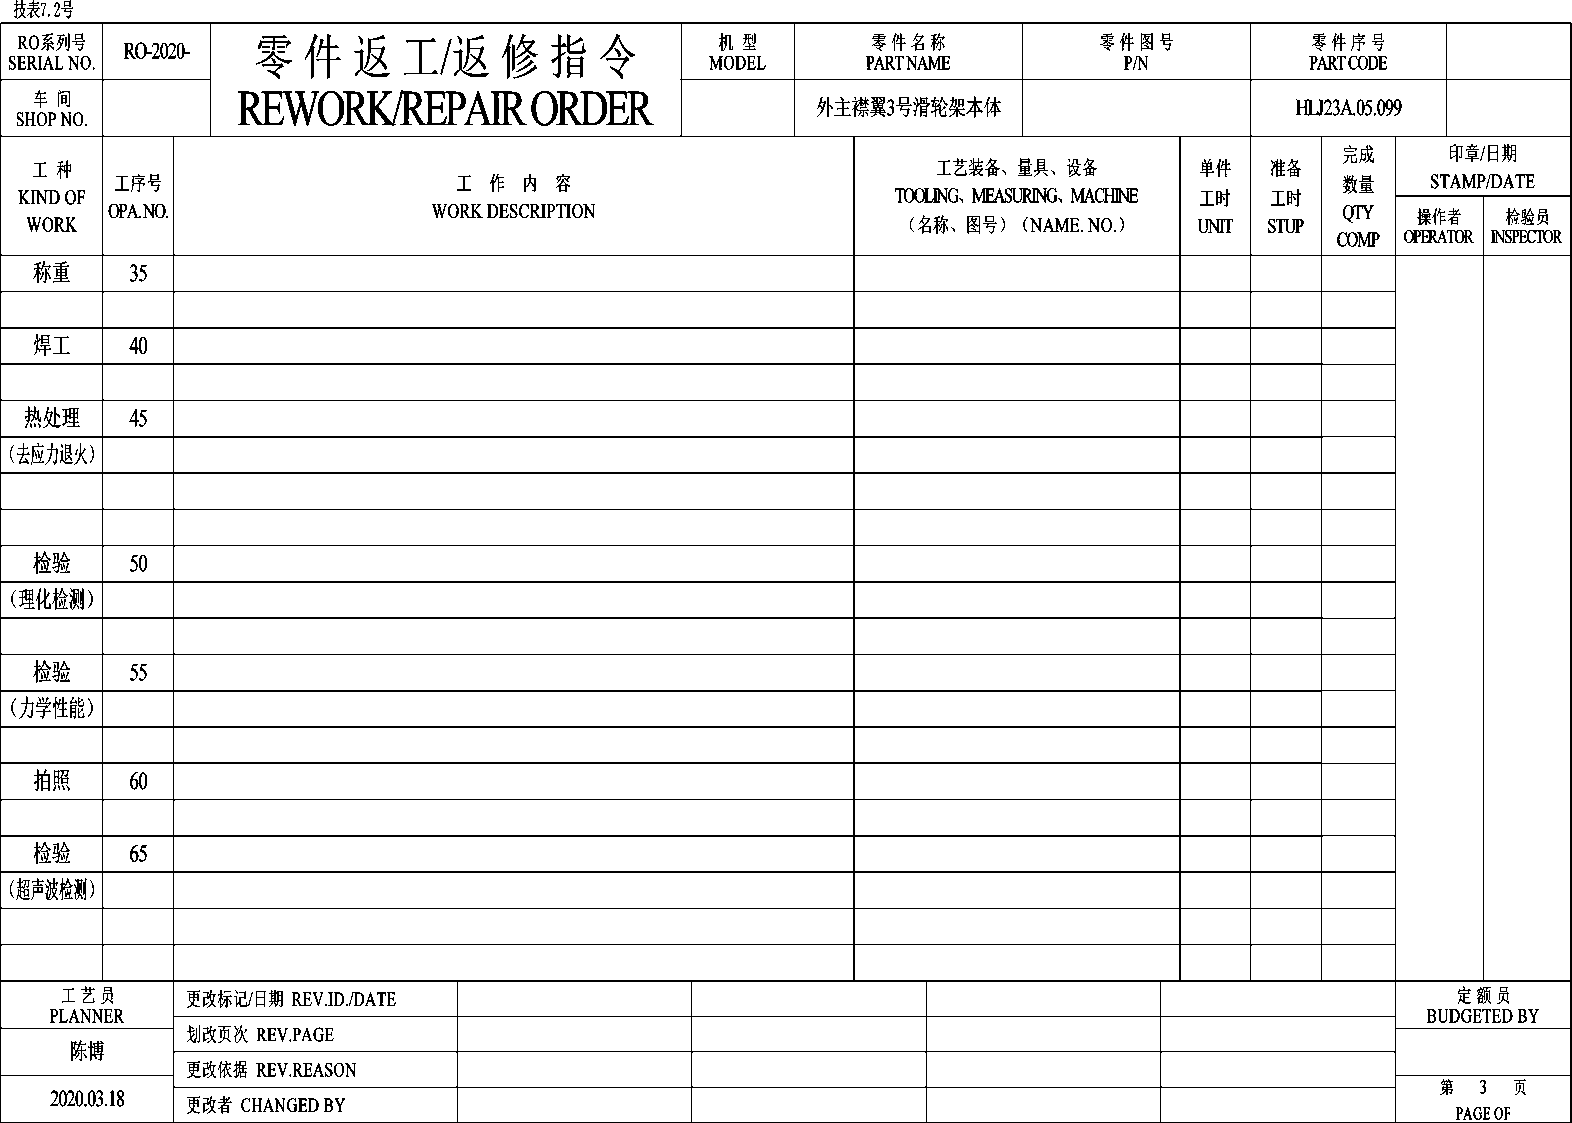 技表7.2号
RO系列号
SERIAL NO.
RO-2020-
零件返工/返修指令
REWORK/REPAIR ORDER
机 型
MODEL
零件名称
PART NAME
零件图号
P/N
零件序号
PART CODE
车 间
SHOP NO.
外主襟翼3号滑轮架本体
HLJ23A.05.099
工 种
KIND OF
WORK
工序号
OPA.NO.
工 作 内 容
WORK DESCRIPTION
工艺装备、量具、设备
TOOLING、MEASURING、MACHINE
（名称、图号）（NAME. NO.）
单件
工时
UNIT
准备
工时
STUP
完成
数量
QTY
COMP
印章/日期
STAMP/DATE
操作者
OPERATOR
检验员
INSPECTOR
称重 35
焊工 40
热处理 45
（去应力退火）
检验 50
（理化检测）
检验 55
（力学性能）
拍照 60
检验 65
（超声波检测）
工艺员
PLANNER
陈博
2020.03.18
更改标记/日期 REV.ID./DATE
划改页次 REV.PAGE
更改依据 REV.REASON
更改者 CHANGED BY
定额员
BUDGETED BY
第 3 页
PAGE OF